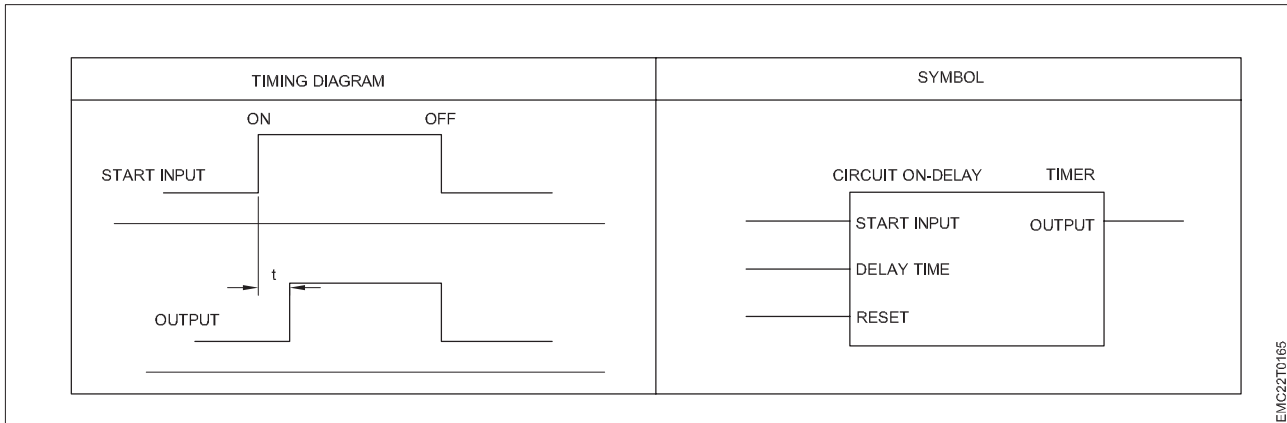 TIMING DIAGRAM
SYMBOL
ON
OFF
START INPUT
t
OUTPUT
CIRCUIT ON-DELAY
TIMER
START INPUT
OUTPUT
DELAY TIME
RESET
EMC22T0165